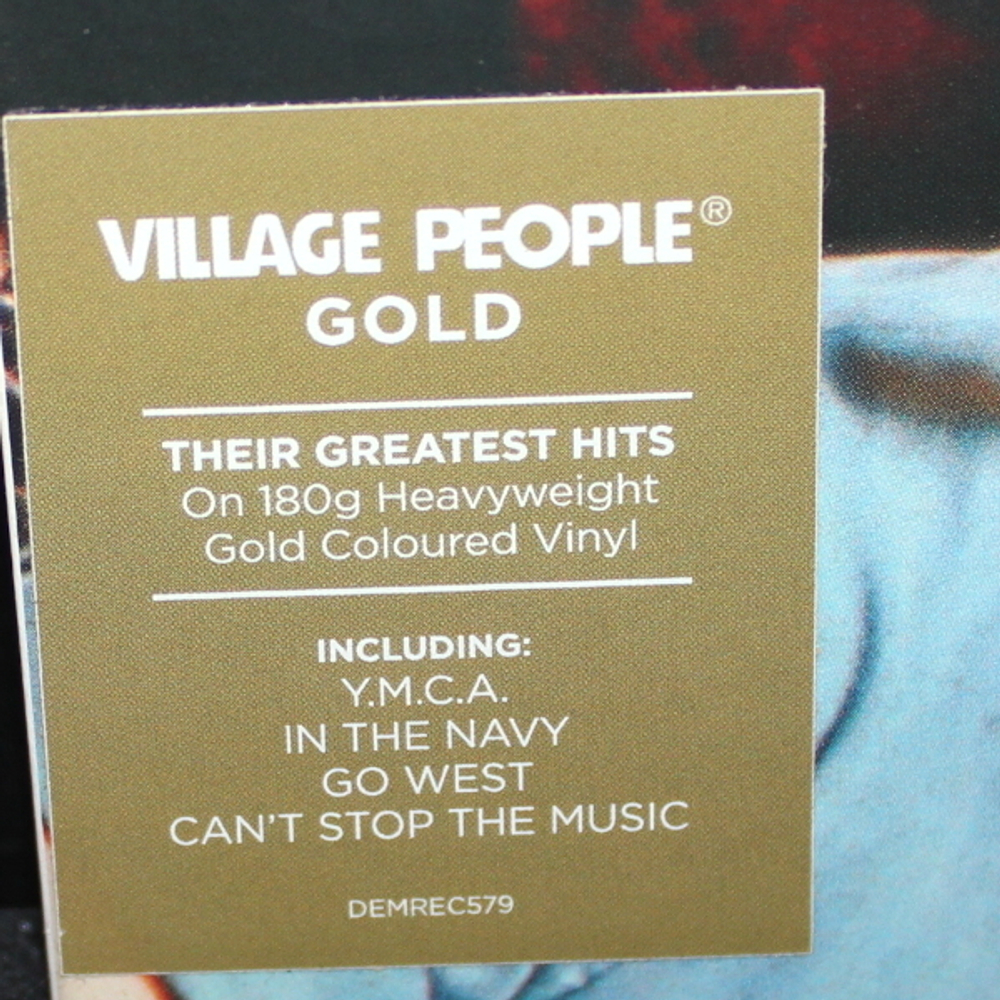 VILLAGE PEOPLE®
GOLD
THEIR GREATEST HITS
On 180g Heavyweight
Gold Coloured Vinyl
INCLUDING:
Y.M.C.A.
IN THE NAVY
GO WEST
CAN'T STOP THE MUSIC
DEMREC579